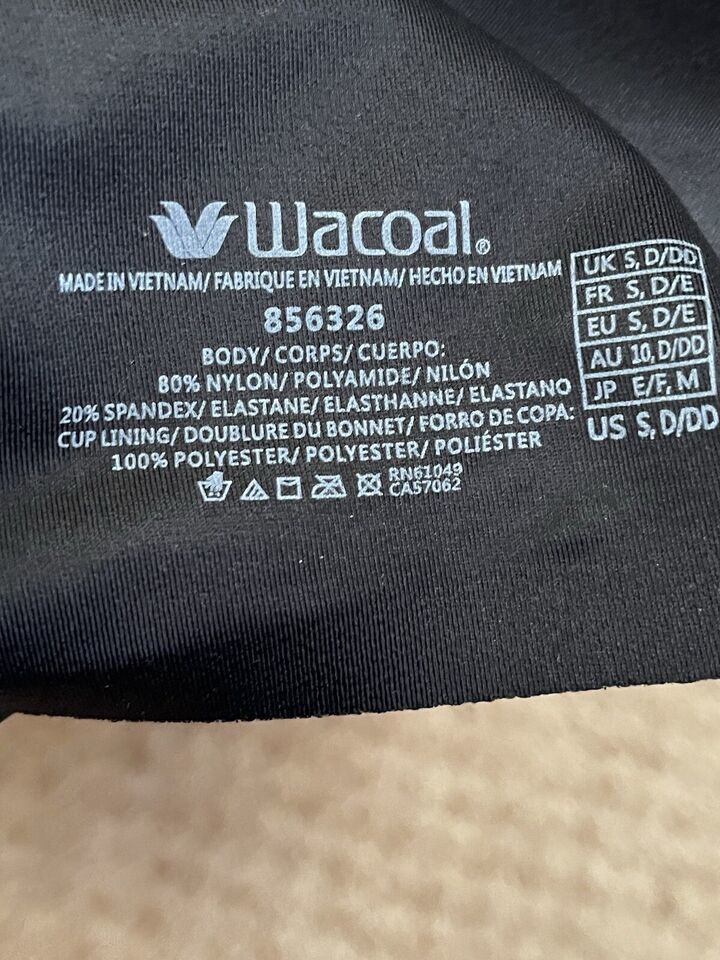 Wacoal®
MADE IN VIETNAM/ FABRIQUE EN VIETNAM/ HECHO EN VIETNAM
856326
BODY/ CORPS/ CUERPO:
80% NYLON/ POLYAMIDE/ NILÓN
20% SPANDEX/ ELASTANE/ ELASTHANNE/ ELASTANO
CUP LINING/ DOUBLURE DU BONNET/ FORRO DE COPA:
100% POLYESTER/ POLYESTER/ POLIÉSTER
RN61049
CA57062
UK S, D/DD
FR S, D/E
EU S, D/E
AU 10, D/DD
JP E/F, M
US S, D/DD